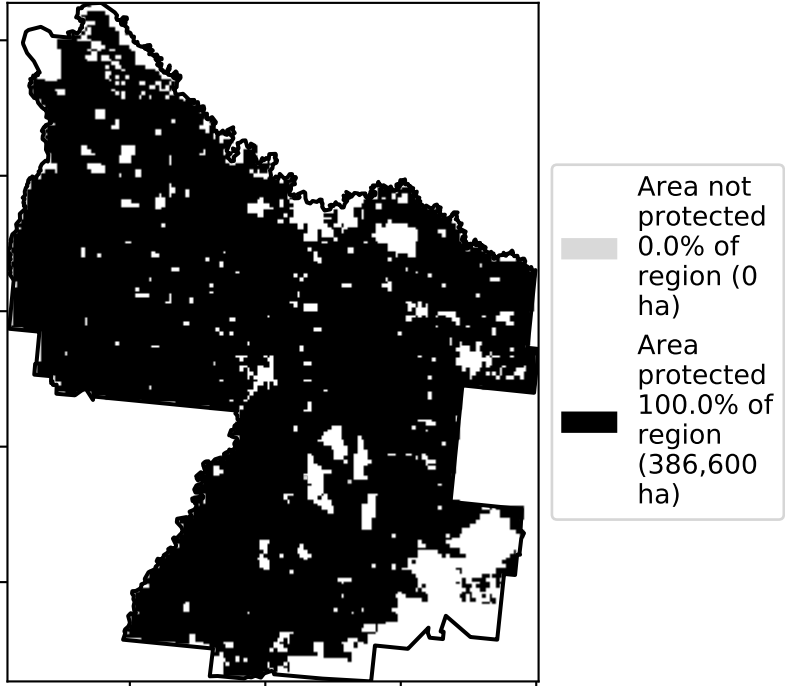 Area not
protected
0.0% of
region (0
ha)
Area
protected
100.0% of
region
(386,600
ha)